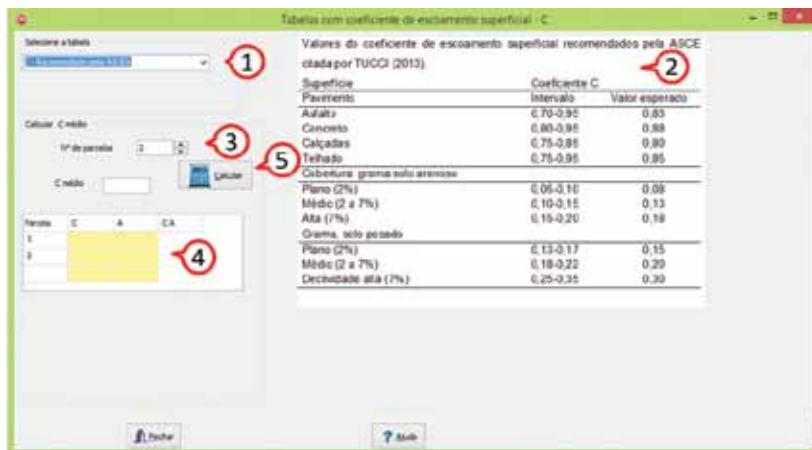 Tabelas com coeficiente de escoamento superficial - C
Selecione a tabela
1
Calcular C médio
Nº de parcelas
3
C médio
Calcular
5
Parcela C A C.A
1
2
4
Fechar
Ajuda
Valores do coeficiente de escoamento superficial recomendados pela ASCE
citada por TUCCI (2013).
2
Superfície Coeficiente C
Pavimento Intervalo Valor esperado
Asfalto 0,70-0,95 0,83
Concreto 0,80-0,95 0,88
Calçadas 0,75-0,85 0,80
Telhado 0,75-0,95 0,85
Cobertura grama solo arenoso
Plano (2%) 0,05-0,10 0,08
Médio (2 a 7%) 0,10-0,15 0,13
Alta (7%) 0,15-0,20 0,18
Grama, solo pesado
Plano (2%) 0,13-0,17 0,15
Médio (2 a 7%) 0,18-0,22 0,20
Declividade alta (7%) 0,25-0,35 0,30